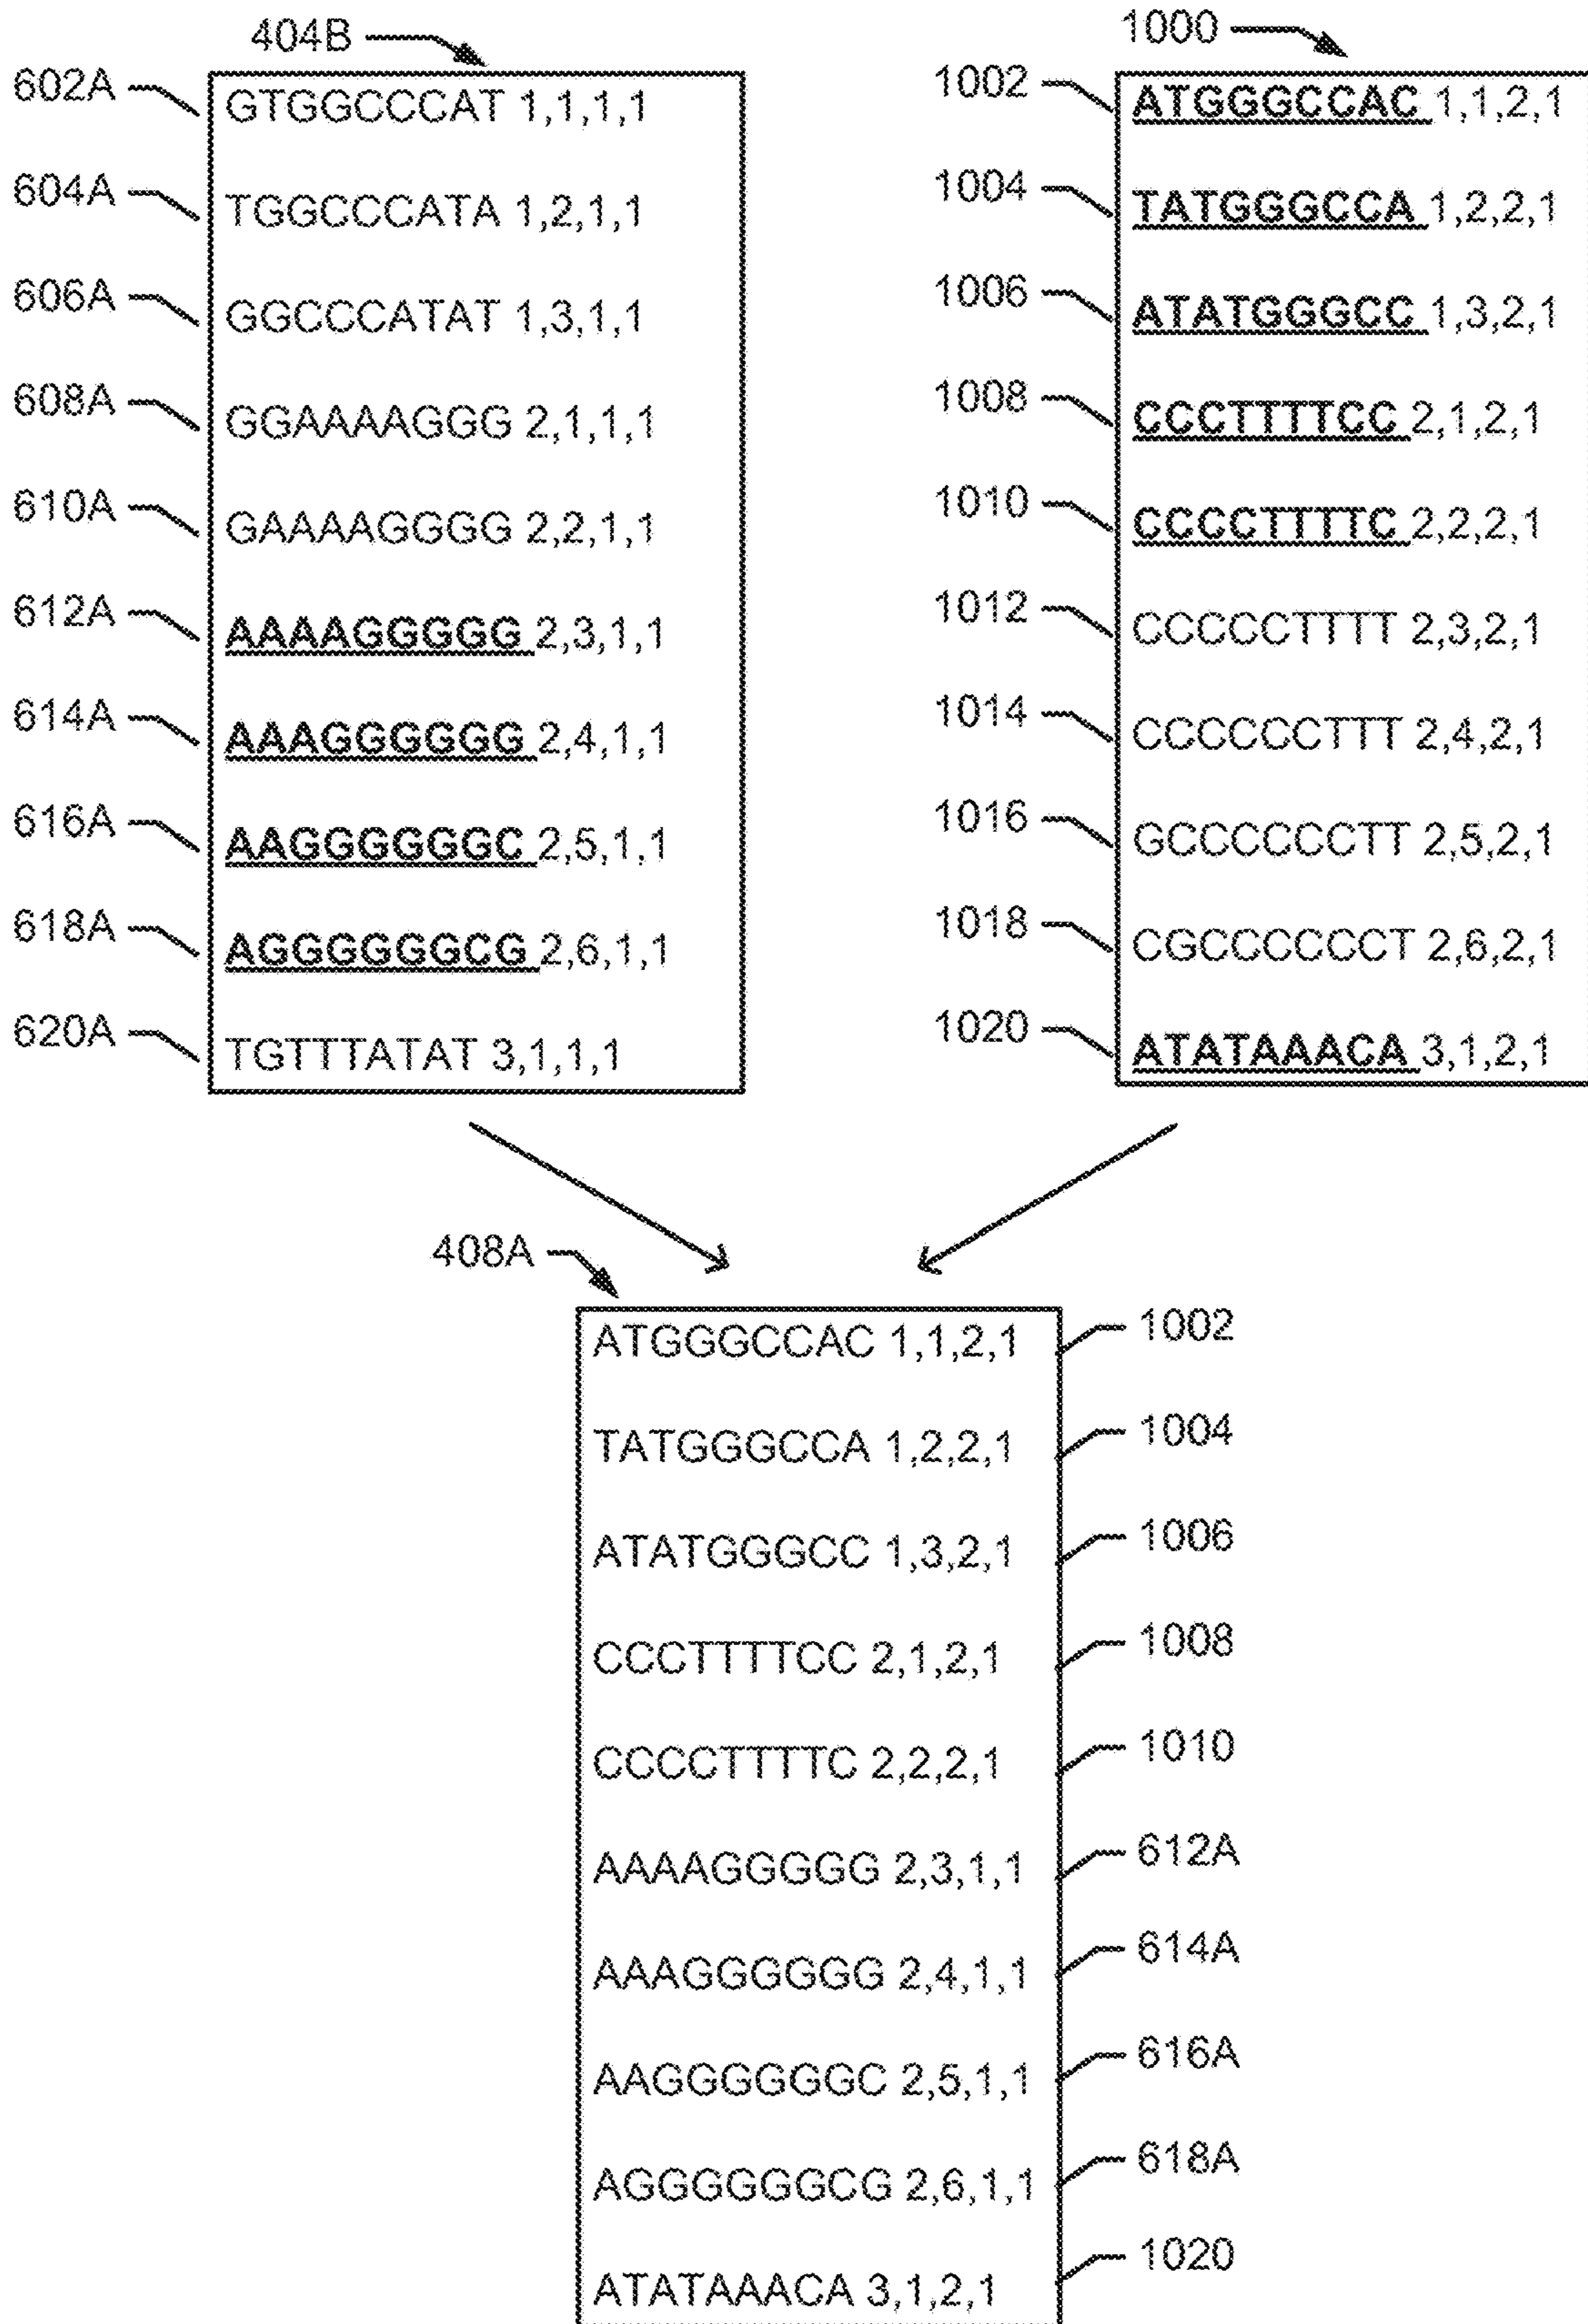 404B
602A GTGGCCCAT 1,1,1,1
604A TGGCCCATA 1,2,1,1
606A GGCCCATAT 1,3,1,1
608A GGAAAAGGG 2,1,1,1
610A GAAAAGGGG 2,2,1,1
612A AAAAGGGGG 2,3,1,1
614A AAAGGGGGG 2,4,1,1
616A AAGGGGGGC 2,5,1,1
618A AGGGGGGCG 2,6,1,1
620A TGTTTATAT 3,1,1,1
1000
1002 ATGGGCCAC 1,1,2,1
1004 TATGGGCCA 1,2,2,1
1006 ATATGGGCC 1,3,2,1
1008 CCCTTTTCC 2,1,2,1
1010 CCCCTTTTC 2,2,2,1
1012 CCCCCTTTT 2,3,2,1
1014 CCCCCCTTT 2,4,2,1
1016 GCCCCCCTT 2,5,2,1
1018 CGCCCCCCT 2,6,2,1
1020 ATATAAACA 3,1,2,1
408A
ATGGGCCAC 1,1,2,1 1002
TATGGGCCA 1,2,2,1 1004
ATATGGGCC 1,3,2,1 1006
CCCTTTTCC 2,1,2,1 1008
CCCCTTTTC 2,2,2,1 1010
AAAAGGGGG 2,3,1,1 612A
AAAGGGGGG 2,4,1,1 614A
AAGGGGGGC 2,5,1,1 616A
AGGGGGGCG 2,6,1,1 618A
ATATAAACA 3,1,2,1 1020